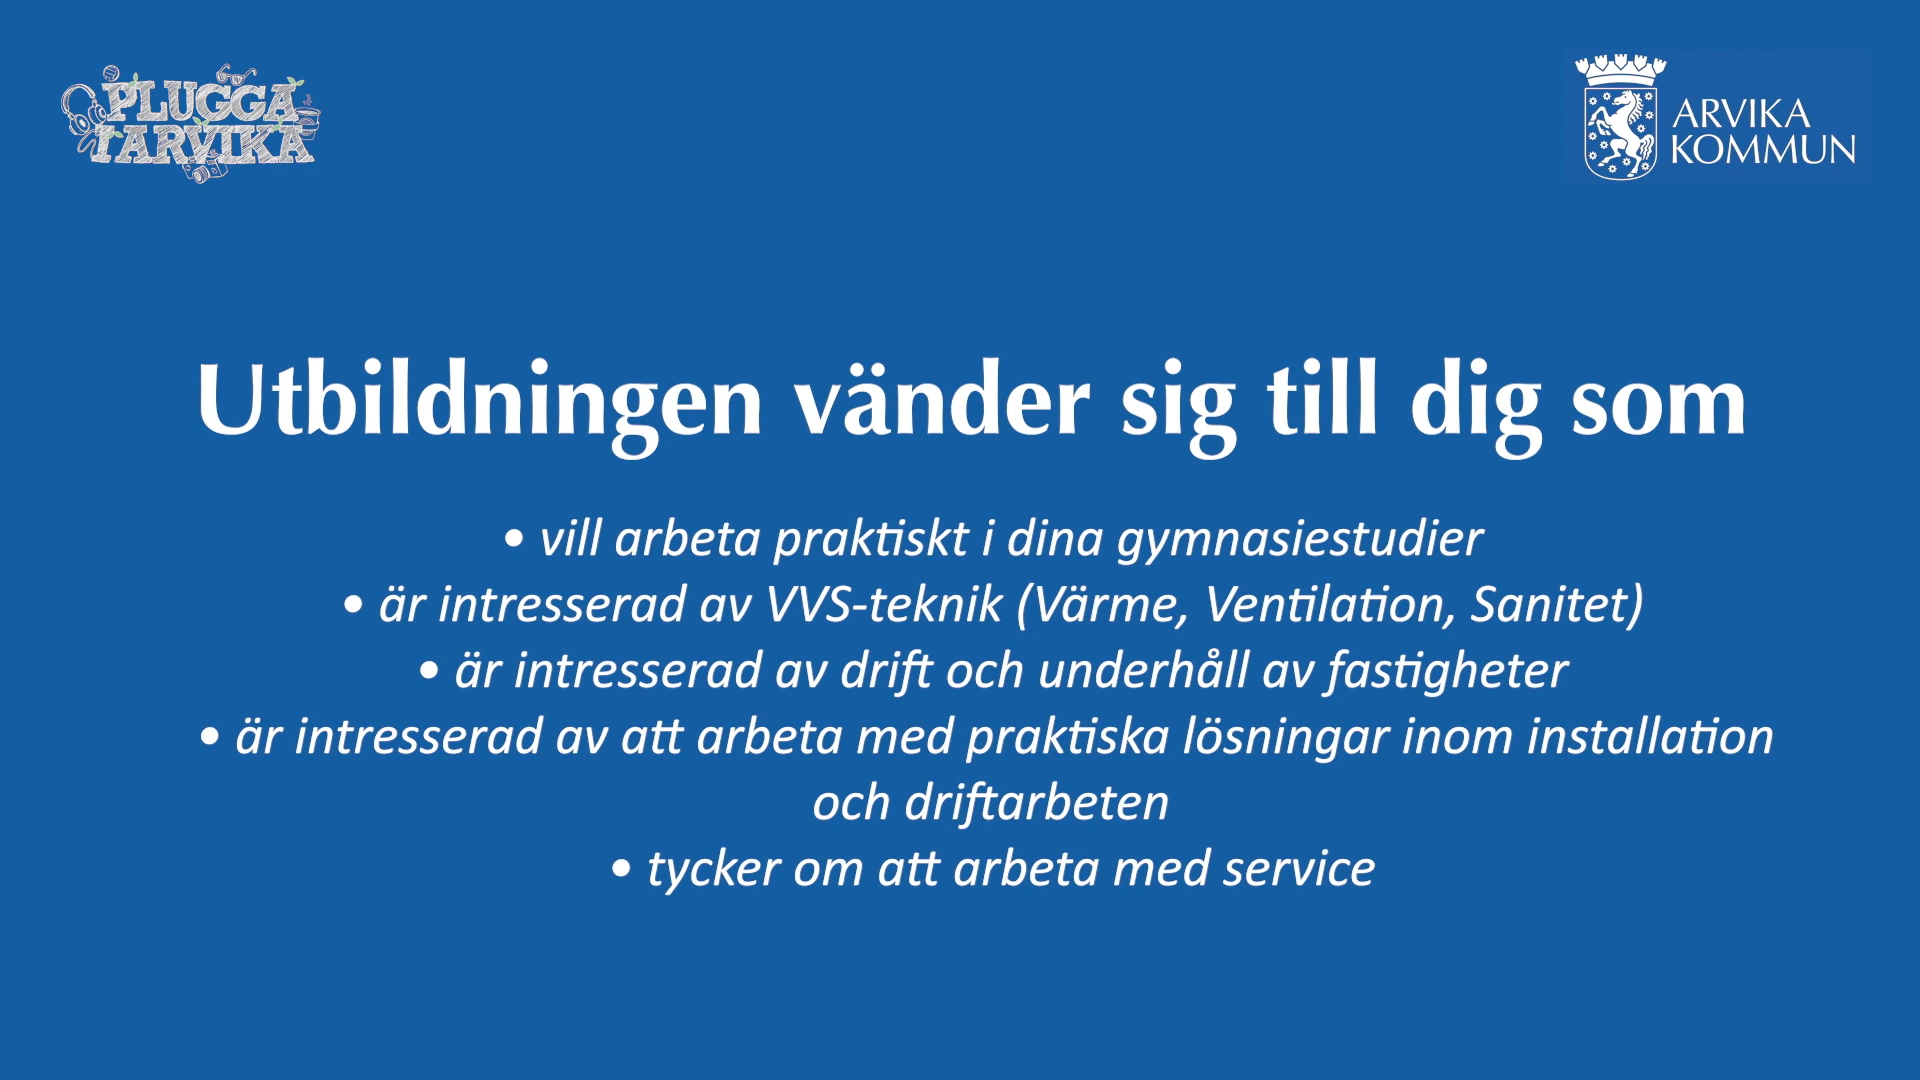 PLUGGA
I ARVIKA
ARVIKA
KOMMUN
Utbildningen vänder sig till dig som
• vill arbeta praktiskt i dina gymnasiestudier
• är intresserad av VVS-teknik (Värme, Ventilation, Sanitet)
• är intresserad av drift och underhåll av fastigheter
• är intresserad av att arbeta med praktiska lösningar inom installation
och driftarbeten
• tycker om att arbeta med service